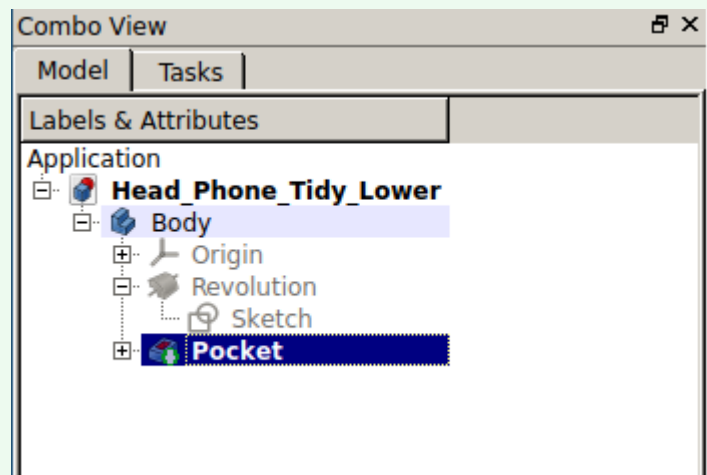 Combo View
Model Tasks
Labels & Attributes
Application
Head_Phone_Tidy_Lower
Body
Origin
Revolution
Sketch
Pocket